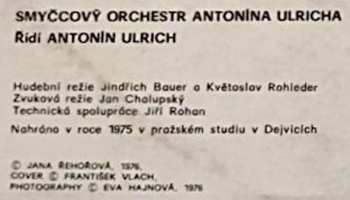 SMYČCOVÝ ORCHESTR ANTONÍNA ULRICHA
Řídí ANTONÍN ULRICH
Hudební režie Jindřich Bauer a Květoslav Rohleder
Zvuková režie Jan Chalupský
Technická spolupráce Jiří Rohan
Nahráno v roce 1975 v pražském studiu v Dejvicích
© JANA ŘEHOŘOVÁ, 1976,
COVER © FRANTIŠEK VLACH,
PHOTOGRAPHY © EVA HAJNOVÁ, 1976